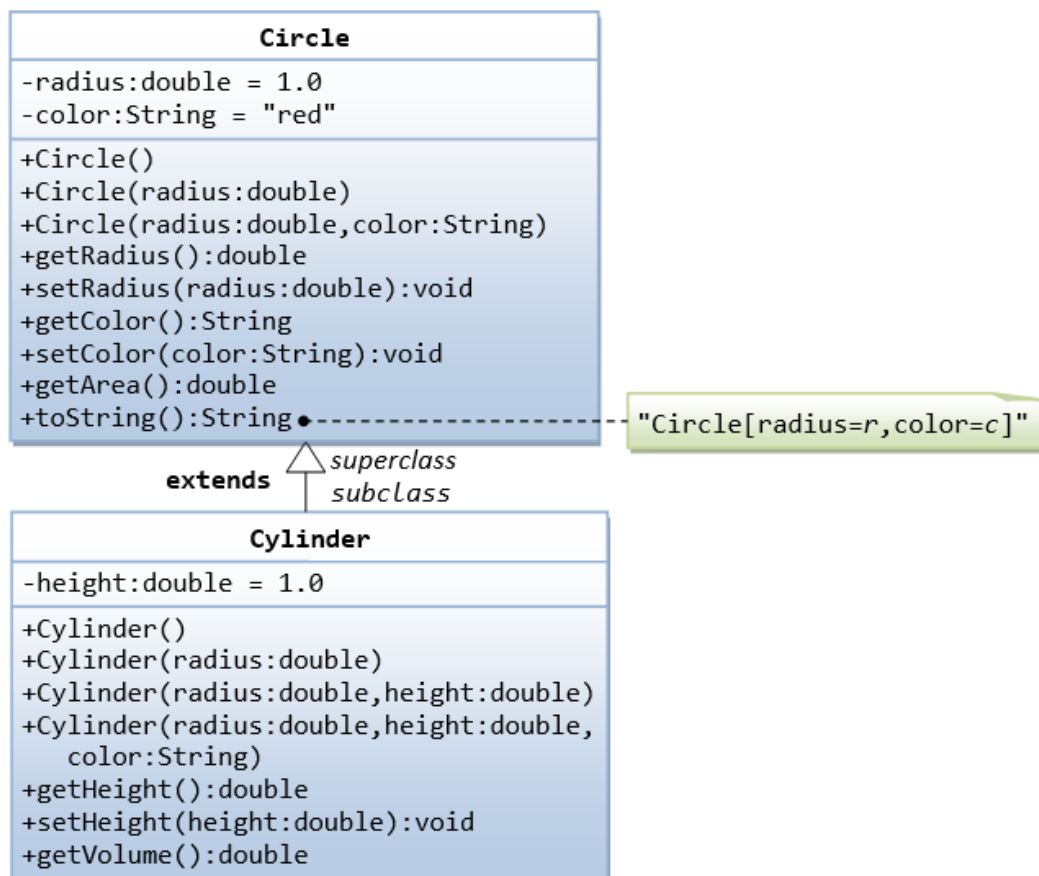 Circle
-radius:double = 1.0
-color:String = "red"
+Circle()
+Circle(radius:double)
+Circle(radius:double,color:String)
+getRadius():double
+setRadius(radius:double):void
+getColor():String
+setColor(color:String):void
+getArea():double
+toString():String
"Circle[radius=r,color=c]"
superclass
extends
subclass
Cylinder
-height:double = 1.0
+Cylinder()
+Cylinder(radius:double)
+Cylinder(radius:double,height:double)
+Cylinder(radius:double,height:double,
color:String)
+getHeight():double
+setHeight(height:double):void
+getVolume():double